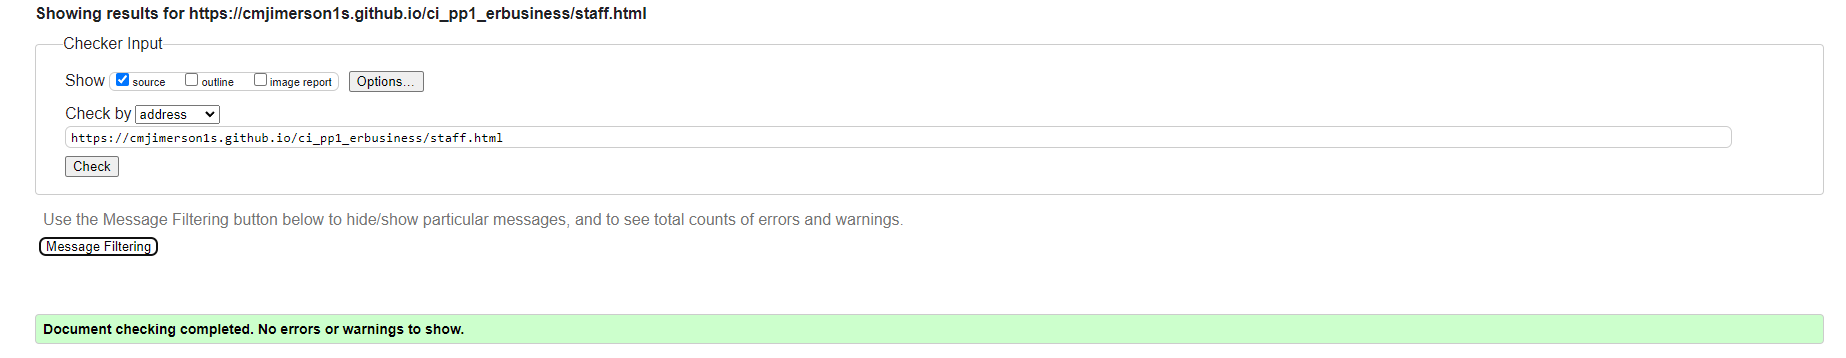 Showing results for https://cmjimerson1s.github.io/ci_pp1_erbusiness/staff.html
Checker Input
Show source outline image report Options...
Check by address
https://cmjimerson1s.github.io/ci_pp1_erbusiness/staff.html
Check
Use the Message Filtering button below to hide/show particular messages, and to see total counts of errors and warnings.
Message Filtering
Document checking completed. No errors or warnings to show.